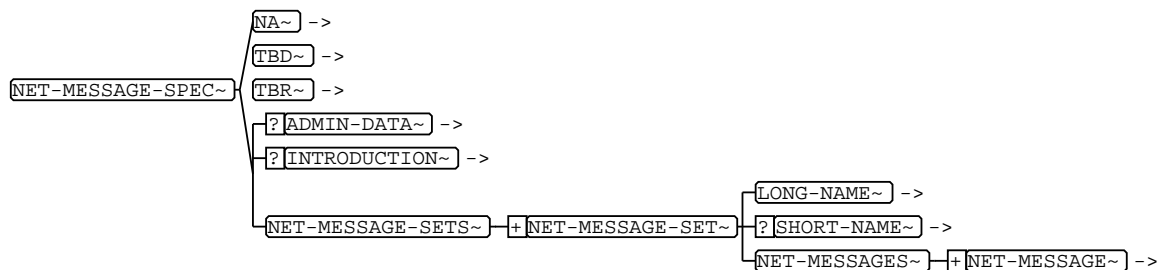 NA~ ->
TBD~ ->
NET-MESSAGE-SPEC~ TBR~ ->
? ADMIN-DATA~ ->
? INTRODUCTION~ ->
LONG-NAME~ ->
NET-MESSAGE-SETS~ + NET-MESSAGE-SET~ ? SHORT-NAME~ ->
NET-MESSAGES~ + NET-MESSAGE~ ->